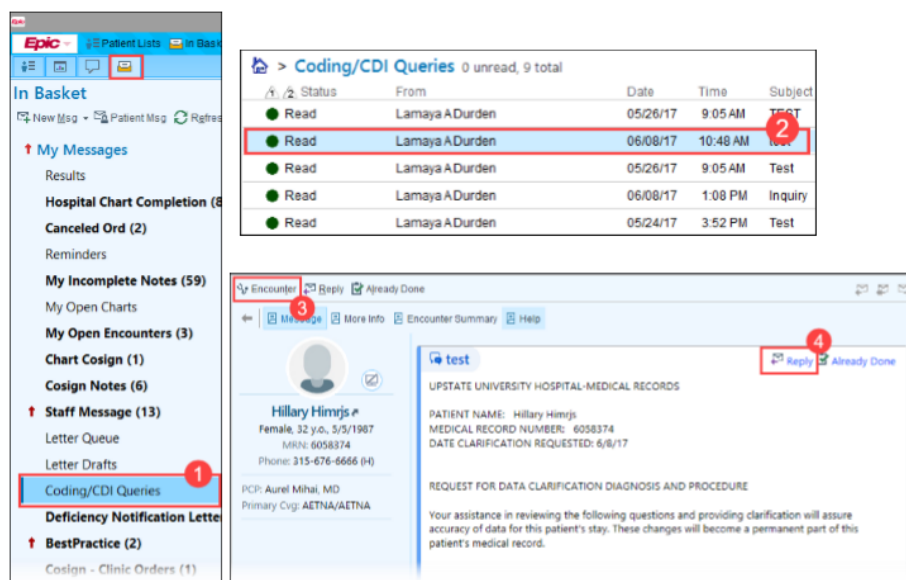 Epic Patient Lists In Bask
In Basket
New Msg Patient Msg Refres
My Messages
Results
Hospital Chart Completion (8
Canceled Ord (2)
Reminders
My Incomplete Notes (59)
My Open Charts
My Open Encounters (3)
Chart Cosign (1)
Cosign Notes (6)
Staff Message (13)
Letter Queue
Letter Drafts
1
Coding/CDI Queries
Deficiency Notification Letter
BestPractice (2)
Cosign - Clinic Orders (1)
> Coding/CDI Queries 0 unread, 9 total
Status From Date Time Subject
Read Lamaya A Durden 05/26/17 9:05 AM TEST
2
Read Lamaya A Durden 06/08/17 10:48 AM test
Read Lamaya A Durden 05/26/17 9:05 AM Test
Read Lamaya A Durden 06/08/17 1:08 PM Inquiry
Read Lamaya A Durden 05/24/17 3:52 PM Test
Encounter Reply Already Done
3
Message More Info Encounter Summary Help
4
test Reply Already Done
Hillary Himrjs
Female, 32 y.o., 5/5/1987
MRN: 6058374
Phone: 315-676-6666 (H)
PCP: Aurel Mihai, MD
Primary Cvg: AETNA/AETNA
UPSTATE UNIVERSITY HOSPITAL-MEDICAL RECORDS
PATIENT NAME: Hillary Himrjs
MEDICAL RECORD NUMBER: 6058374
DATE CLARIFICATION REQUESTED: 6/8/17
REQUEST FOR DATA CLARIFICATION DIAGNOSIS AND PROCEDURE
Your assistance in reviewing the following questions and providing clarification will assure
accuracy of data for this patient's stay. These changes will become a permanent part of this
patient's medical record.